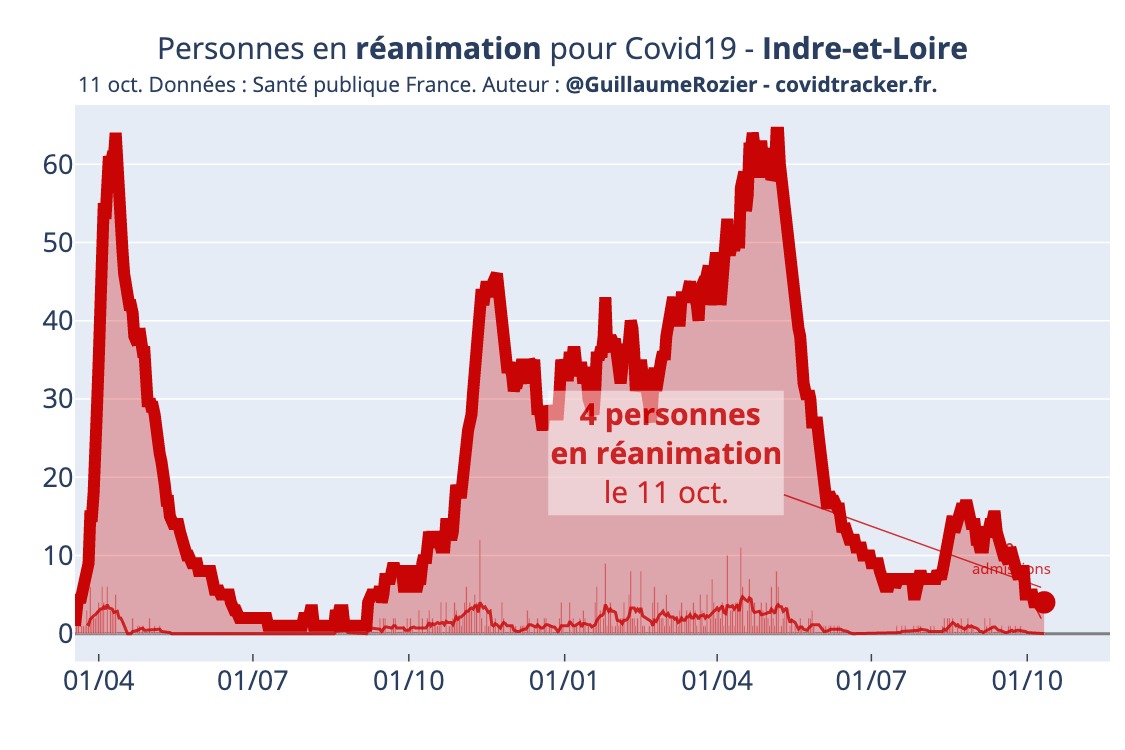 Personnes en réanimation pour Covid19 - Indre-et-Loire
11 oct. Données : Santé publique France. Auteur : @GuillaumeRozier - covidtracker.fr.
60
50
40
30
20
10
0
4 personnes
en réanimation
le 11 oct.
admissions
01/04
01/07
01/10
01/01
01/04
01/07
01/10